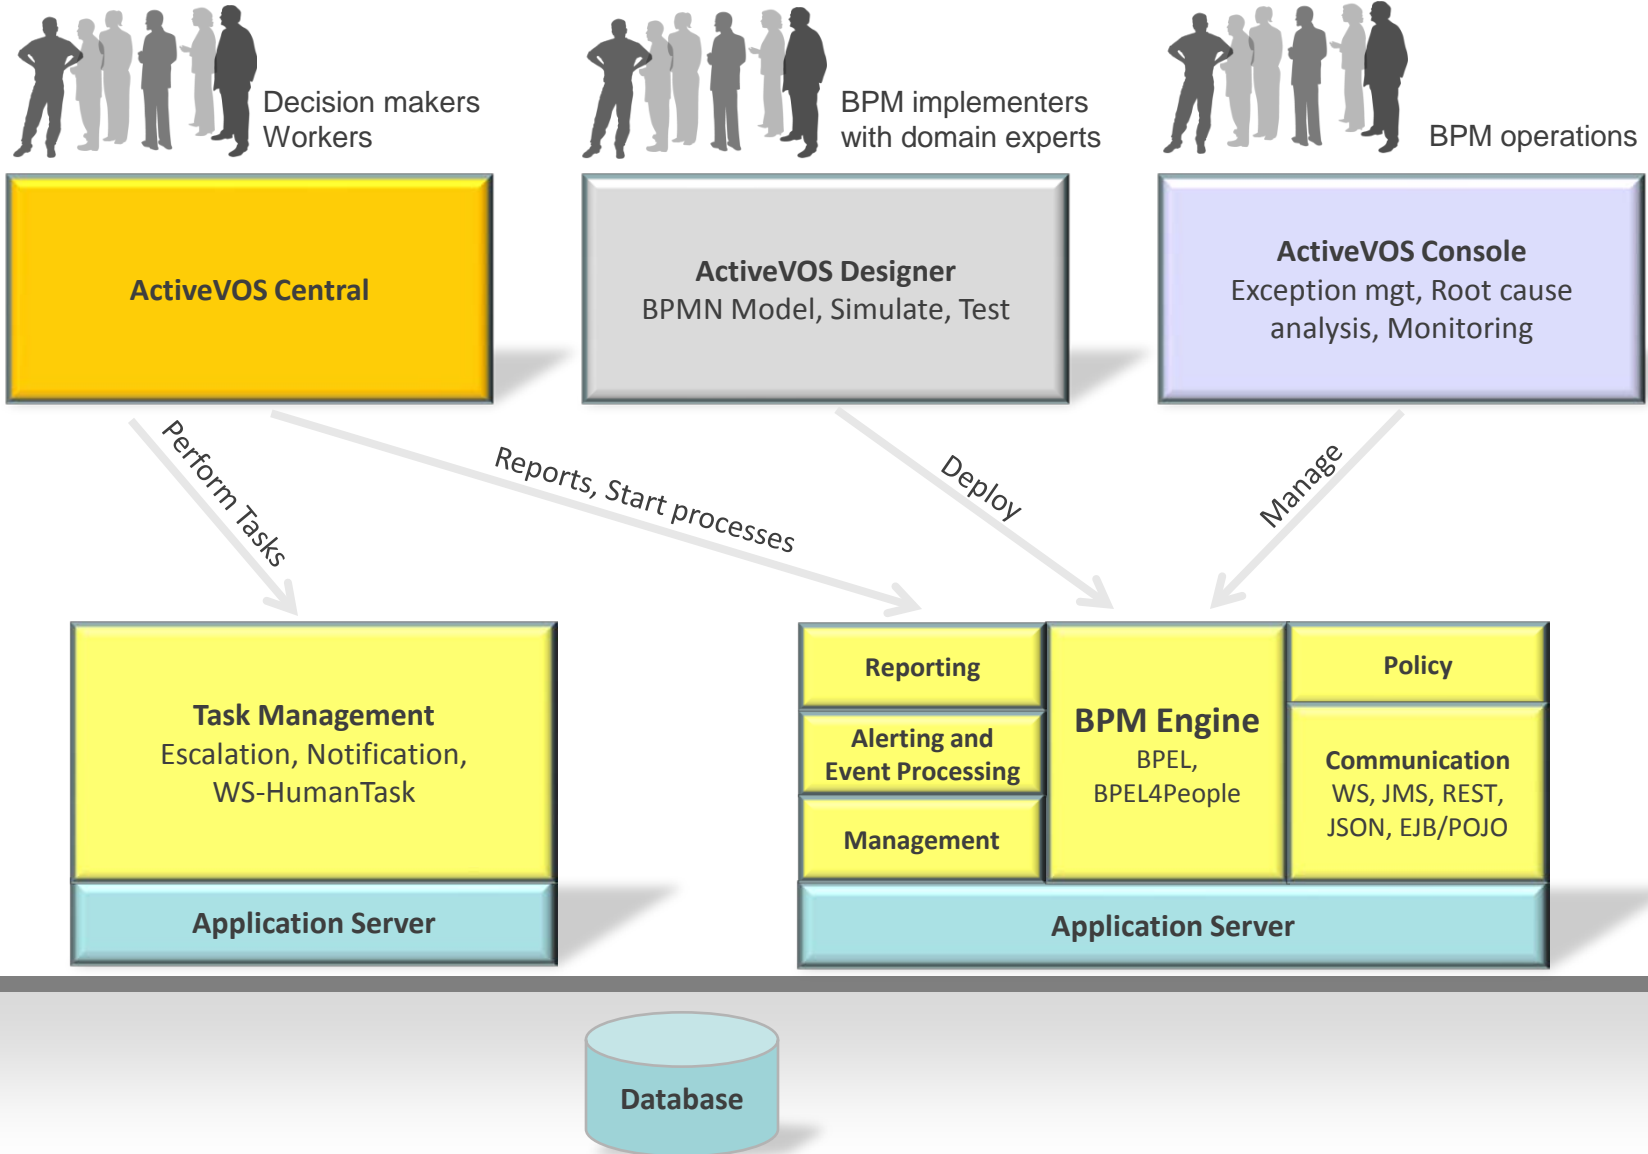 Decision makers
Workers
BPM implementers
with domain experts
BPM operations
ActiveVOS Central
ActiveVOS Designer
BPMN Model, Simulate, Test
ActiveVOS Console
Exception mgt, Root cause
analysis, Monitoring
Perform Tasks
Reports, Start processes
Deploy
Manage
Task Management
Escalation, Notification,
WS-HumanTask
Application Server
Reporting
Alerting and
Event Processing
Management
BPM Engine
BPEL,
BPEL4People
Policy
Communication
WS, JMS, REST,
JSON, EJB/POJO
Application Server
Database